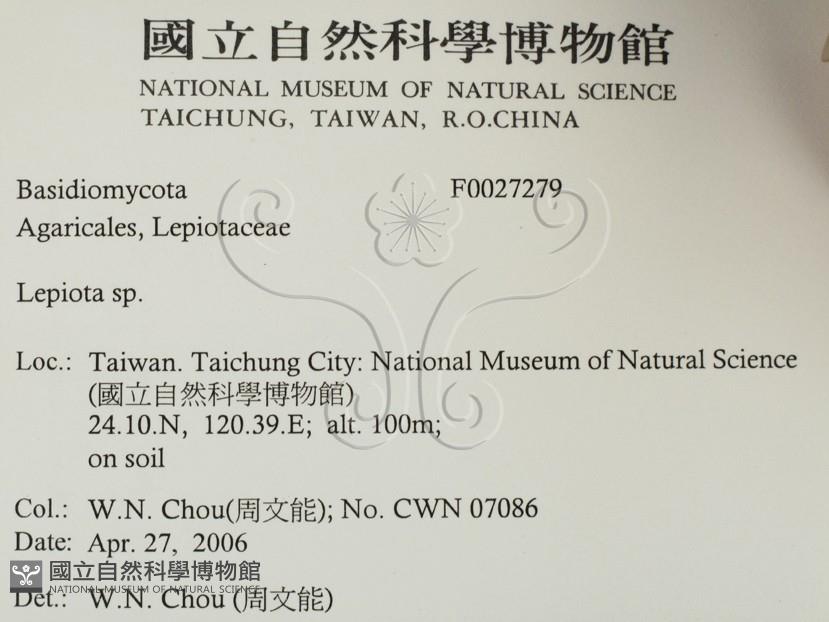 國立自然科學博物館
NATIONAL MUSEUM OF NATURAL SCIENCE
TAICHUNG, TAIWAN, R.O.CHINA
Basidiomycota F0027279
Agaricales, Lepiotaceae
Lepiota sp.
Loc.: Taiwan. Taichung City: National Museum of Natural Science
(國立自然科學博物館)
24.10.N, 120.39.E; alt. 100m;
on soil
Col.: W.N. Chou(周文能); No. CWN 07086
Date: Apr. 27, 2006
國立自然科學博物館
NATIONAL MUSEUM OF NATURAL SCIENCE
Det.: W.N. Chou (周文能)